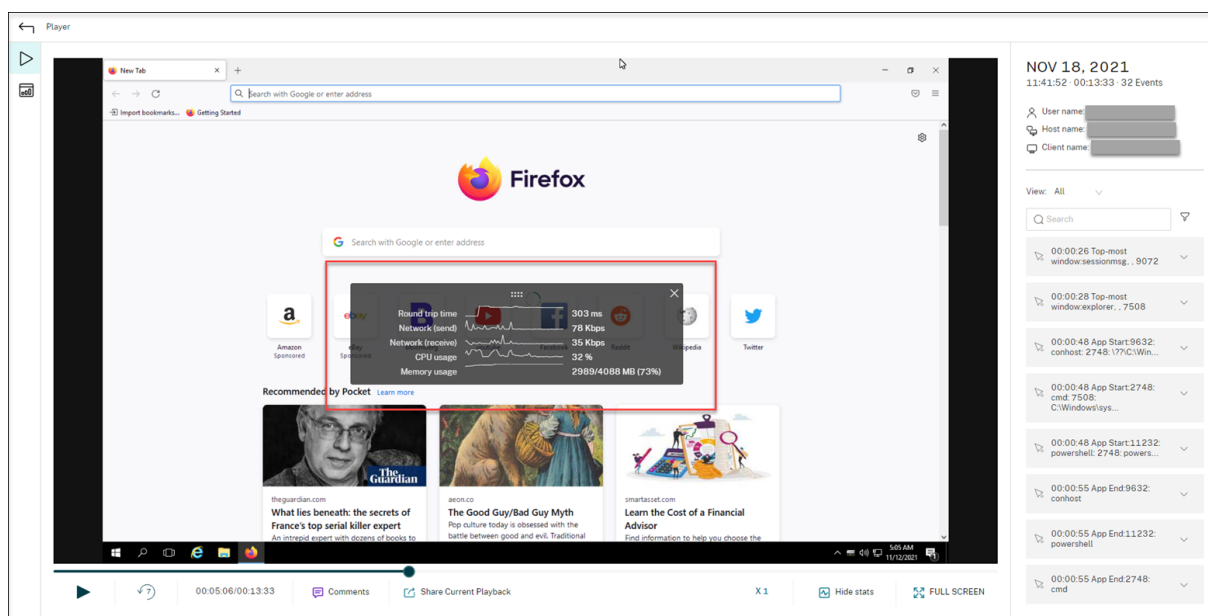 Player
New Tab
Search with Google or enter address
Import bookmarks...
Getting Started
Firefox
Search with Google or enter address
Round trip time 303 ms
Network (send) 78 Kbps
Network (receive) 35 Kbps
CPU usage 32 %
Memory usage 2989/4088 MB (73%)
a
ebay
Amazon
Sponsored
eBay
Facebook
Reddit
Wikipedia
Twitter
Recommended by Pocket Learn more
The
Guardian
theguardian.com
What lies beneath: the secrets of
France's top serial killer expert
An intrepid expert with dozens of books to
aeon.co
The Good Guy/Bad Guy Myth
Pop culture today is obsessed with the
battle between good and evil. Traditional
smartasset.com
Learn the Cost of a Financial
Advisor
Find information to help you choose the
5:05 AM
11/12/2021
7
00:05:06/00:13:33
Comments
Share Current Playback
X 1
Hide stats
FULL SCREEN
NOV 18, 2021
11:41:52 · 00:13:33 · 32 Events
User name:
Host name:
Client name:
View: All
Search
00:00:26 Top-most
window:sessionmsg, , 9072
00:00:28 Top-most
window:explorer, , 7508
00:00:48 App Start:9632:
conhost: 2748: \??\C:\Win...
00:00:48 App Start:2748:
cmd: 7508:
C:\Windows\sys...
00:00:48 App Start:11232:
powershell: 2748: powers...
00:00:55 App End:9632:
conhost
00:00:55 App End:11232:
powershell
00:00:55 App End:2748:
cmd